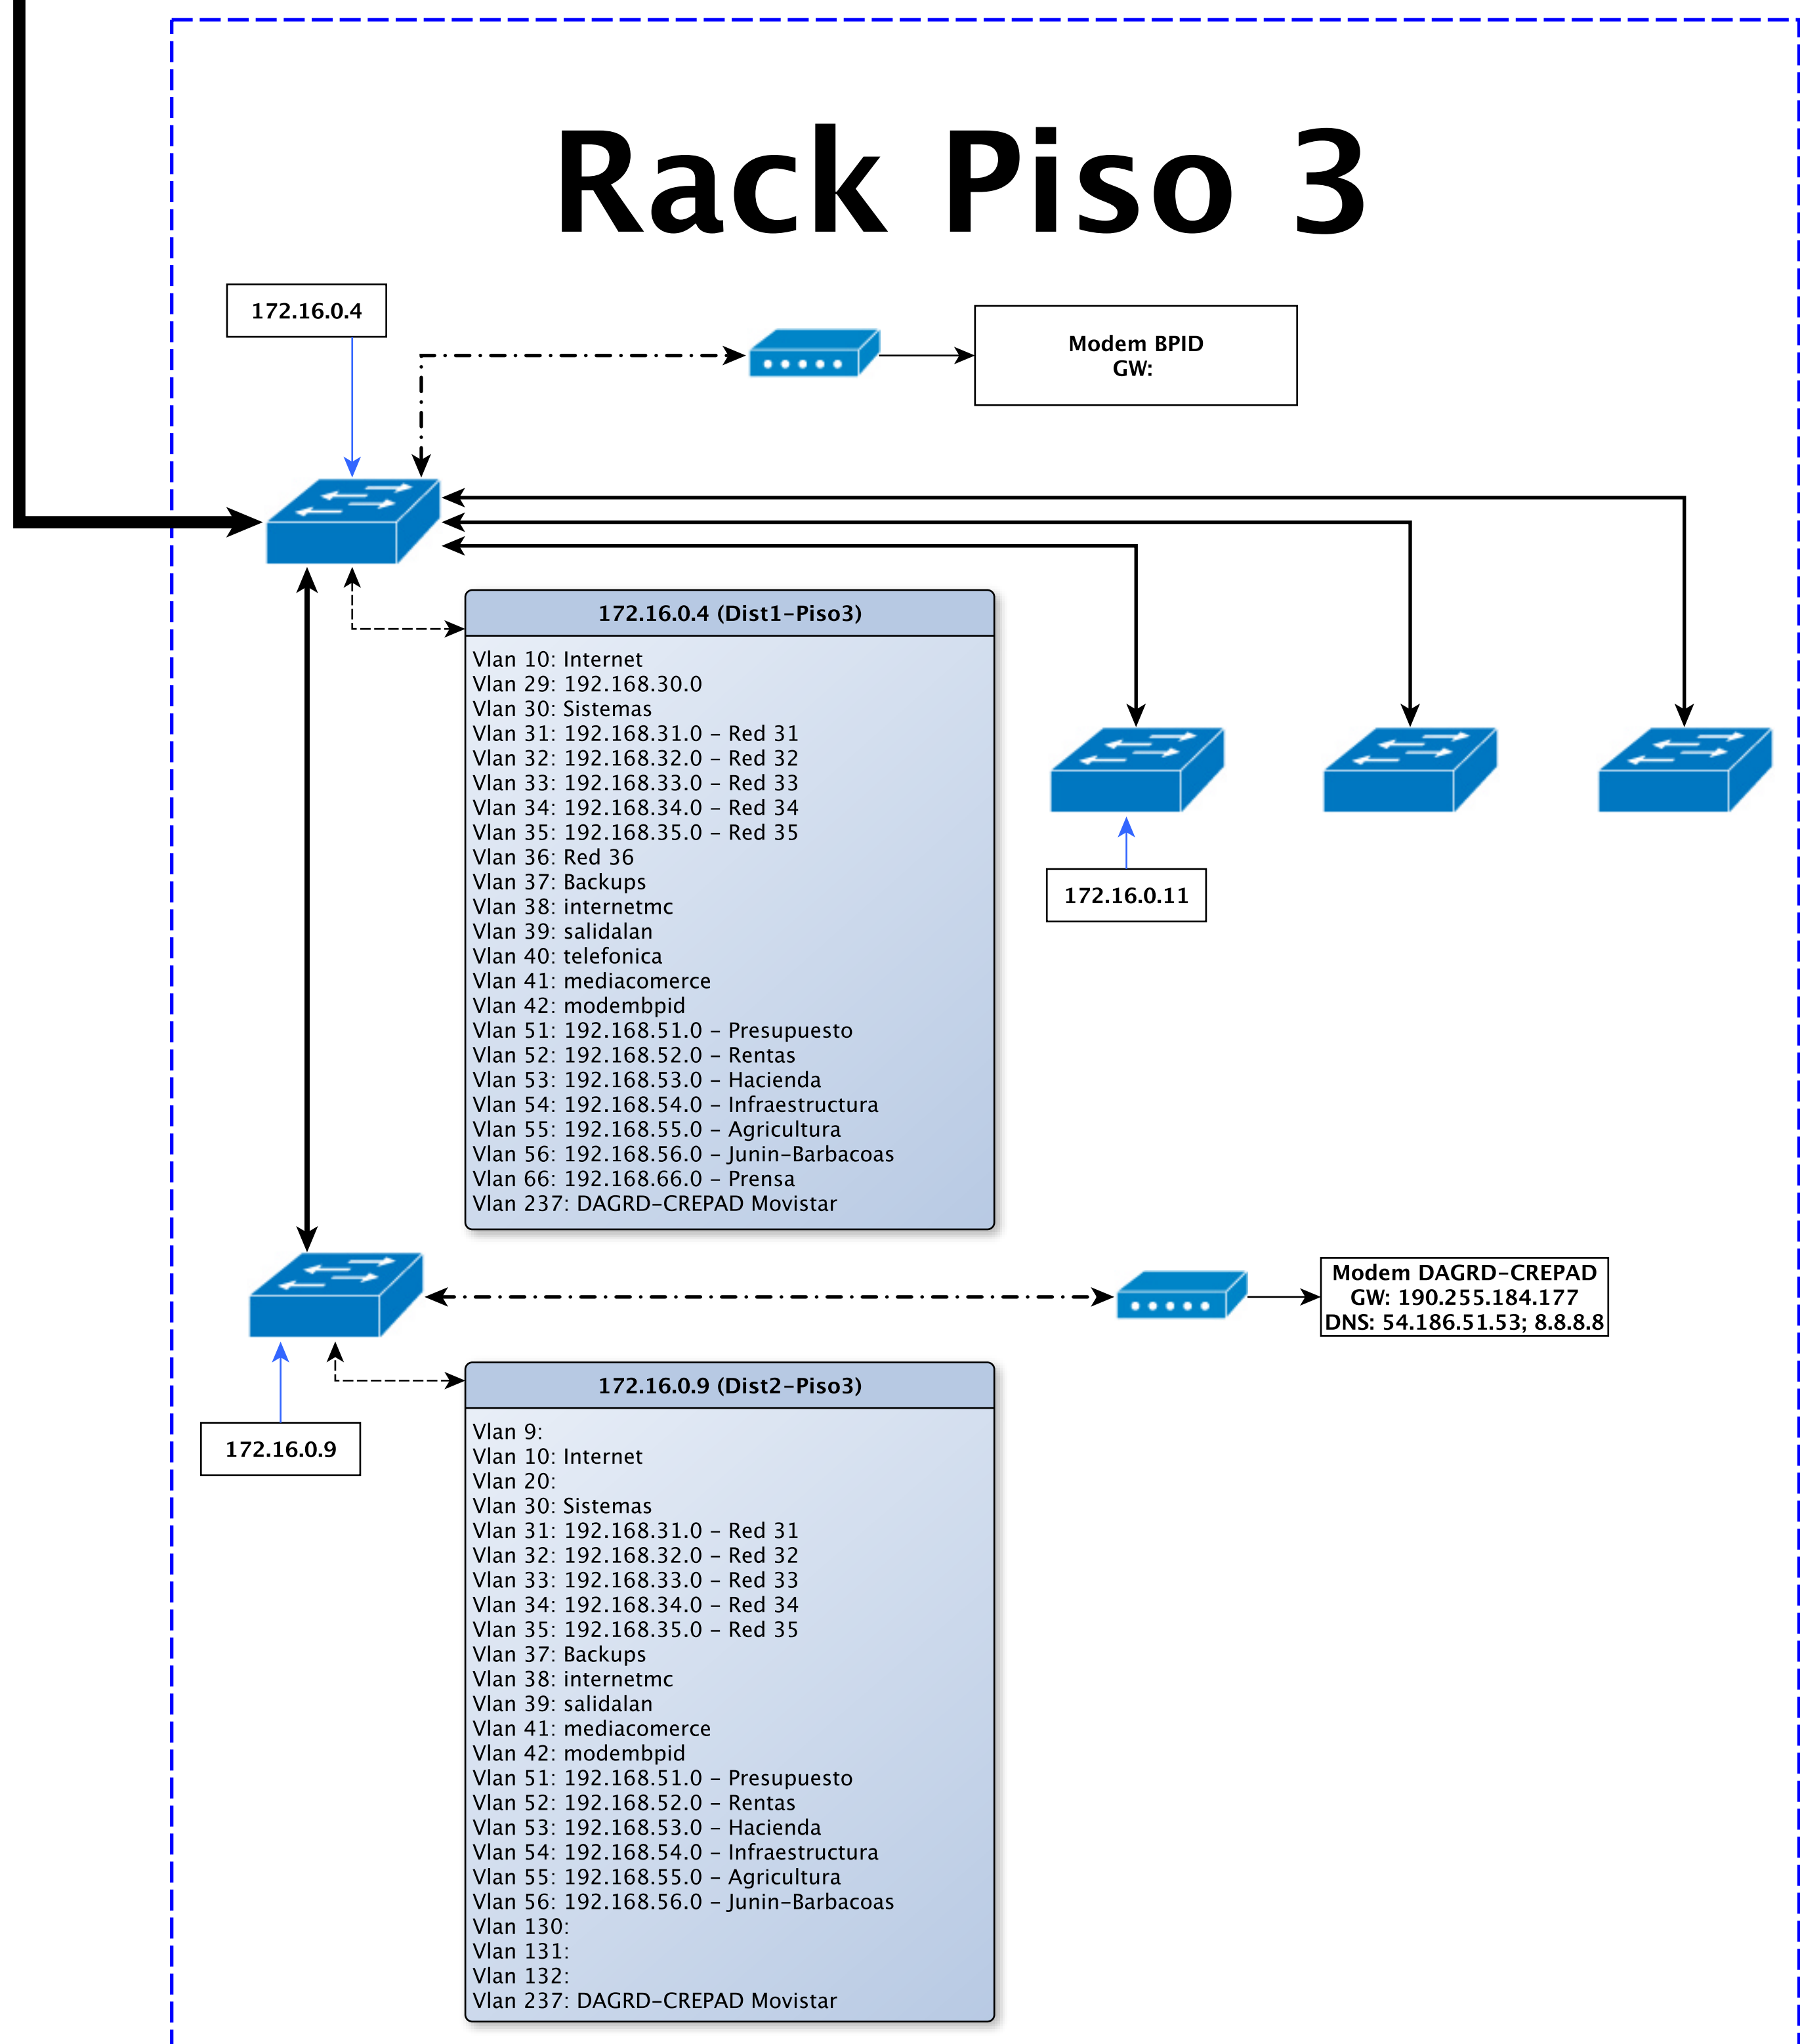 Rack Piso 3
172.16.0.4
Modem BPID
GW:
172.16.0.4 (Dist1-Piso3)
Vlan 10: Internet
Vlan 29: 192.168.30.0
Vlan 30: Sistemas
Vlan 31: 192.168.31.0 - Red 31
Vlan 32: 192.168.32.0 - Red 32
Vlan 33: 192.168.33.0 - Red 33
Vlan 34: 192.168.34.0 - Red 34
Vlan 35: 192.168.35.0 - Red 35
Vlan 36: Red 36
Vlan 37: Backups
Vlan 38: internetmc
Vlan 39: salidalan
Vlan 40: telefonica
Vlan 41: mediacomerce
Vlan 42: modembpid
Vlan 51: 192.168.51.0 - Presupuesto
Vlan 52: 192.168.52.0 - Rentas
Vlan 53: 192.168.53.0 - Hacienda
Vlan 54: 192.168.54.0 - Infraestructura
Vlan 55: 192.168.55.0 - Agricultura
Vlan 56: 192.168.56.0 - Junin-Barbacoas
Vlan 66: 192.168.66.0 - Prensa
Vlan 237: DAGRD-CREPAD Movistar
172.16.0.11
Modem DAGRD-CREPAD
GW: 190.255.184.177
DNS: 54.186.51.53; 8.8.8.8
172.16.0.9
172.16.0.9 (Dist2-Piso3)
Vlan 9:
Vlan 10: Internet
Vlan 20:
Vlan 30: Sistemas
Vlan 31: 192.168.31.0 - Red 31
Vlan 32: 192.168.32.0 - Red 32
Vlan 33: 192.168.33.0 - Red 33
Vlan 34: 192.168.34.0 - Red 34
Vlan 35: 192.168.35.0 - Red 35
Vlan 37: Backups
Vlan 38: internetmc
Vlan 39: salidalan
Vlan 41: mediacomerce
Vlan 42: modembpid
Vlan 51: 192.168.51.0 - Presupuesto
Vlan 52: 192.168.52.0 - Rentas
Vlan 53: 192.168.53.0 - Hacienda
Vlan 54: 192.168.54.0 - Infraestructura
Vlan 55: 192.168.55.0 - Agricultura
Vlan 56: 192.168.56.0 - Junin-Barbacoas
Vlan 130:
Vlan 131:
Vlan 132:
Vlan 237: DAGRD-CREPAD Movistar